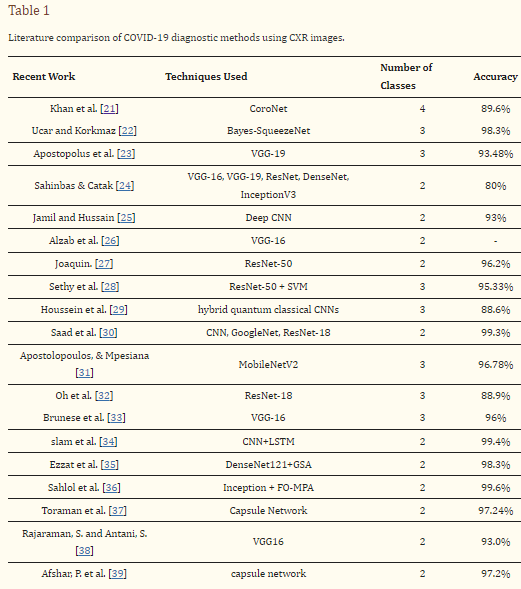 Table 1
Literature comparison of COVID-19 diagnostic methods using CXR images.
Recent Work Techniques Used Number of Classes Accuracy
Khan et al. [21] CoroNet 4 89.6%
Ucar and Korkmaz [22] Bayes-SqueezeNet 3 98.3%
Apostopolus et al. [23] VGG-19 3 93.48%
Sahinbas & Catak [24] VGG-16, VGG-19, ResNet, DenseNet, InceptionV3 2 80%
Jamil and Hussain [25] Deep CNN 2 93%
Alzab et al. [26] VGG-16 2 -
Joaquin. [27] ResNet-50 2 96.2%
Sethy et al. [28] ResNet-50 + SVM 3 95.33%
Houssein et al. [29] hybrid quantum classical CNNs 3 88.6%
Saad et al. [30] CNN, GoogleNet, ResNet-18 2 99.3%
Apostolopoulos, & Mpesiana [31] MobileNetV2 3 96.78%
Oh et al. [32] ResNet-18 3 88.9%
Brunese et al. [33] VGG-16 3 96%
slam et al. [34] CNN+LSTM 2 99.4%
Ezzat et al. [35] DenseNet121+GSA 2 98.3%
Sahlol et al. [36] Inception + FO-MPA 2 99.6%
Toraman et al. [37] Capsule Network 2 97.24%
Rajaraman, S. and Antani, S. [38] VGG16 2 93.0%
Afshar, P. et al. [39] capsule network 2 97.2%